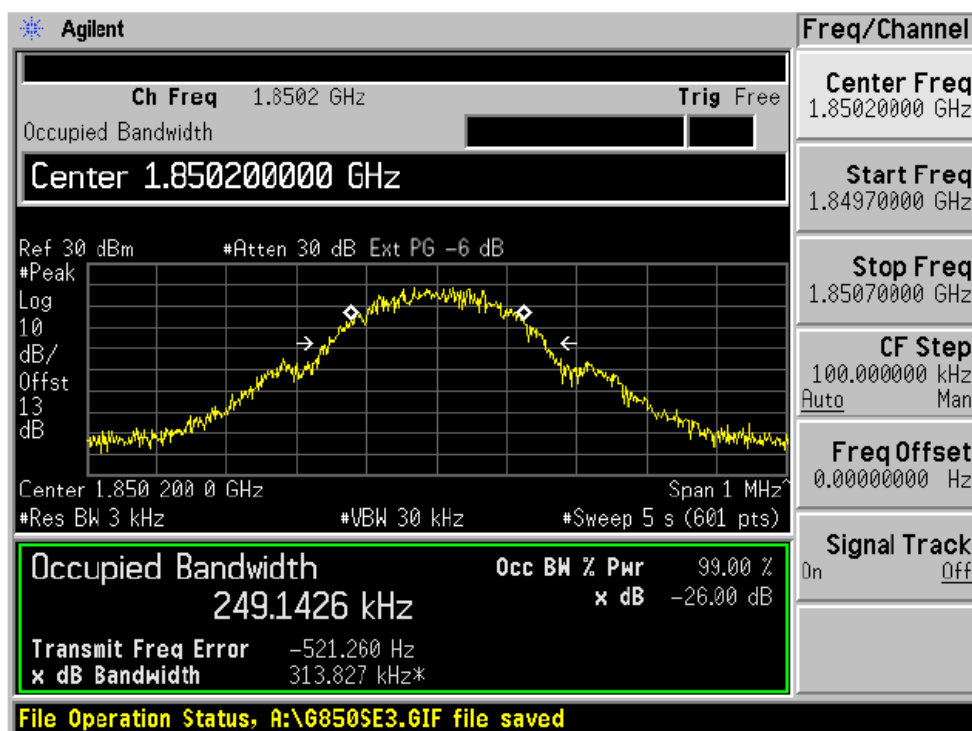 Agilent
Freq/Channel
Ch Freq 1.8502 GHz Trig Free
Occupied Bandwidth
Center 1.850200000 GHz
Ref 30 dBm #Atten 30 dB Ext PG -6 dB
#Peak
Log
10
dB/
Offst
13
dB
Center 1.850 200 0 GHz Span 1 MHz^
#Res BW 3 kHz #VBW 30 kHz #Sweep 5 s (601 pts)
Occupied Bandwidth
249.1426 kHz
Occ BW % Pwr 99.00 %
x dB -26.00 dB
Transmit Freq Error -521.260 Hz
x dB Bandwidth 313.827 kHz*
File Operation Status, A:\G850SE3.GIF file saved
Center Freq
1.85020000 GHz
Start Freq
1.84970000 GHz
Stop Freq
1.85070000 GHz
CF Step
100.000000 kHz
Auto Man
Freq Offset
0.00000000 Hz
Signal Track
On Off